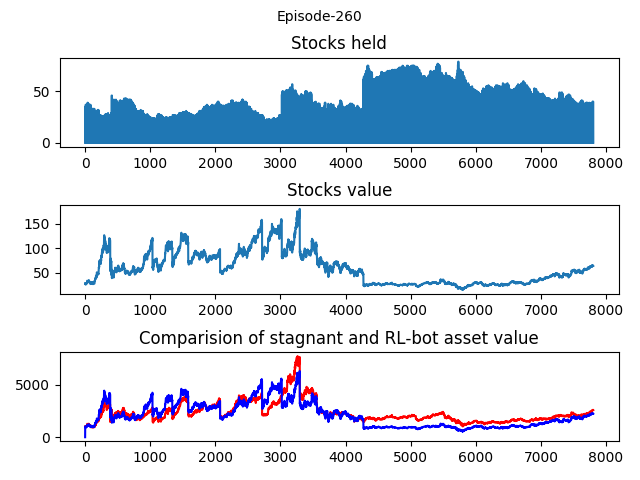 Episode-260
Stocks held
50
0
0 1000 2000 3000 4000 5000 6000 7000 8000
Stocks value
150
100
50
0 1000 2000 3000 4000 5000 6000 7000 8000
Comparision of stagnant and RL-bot asset value
5000
0
0 1000 2000 3000 4000 5000 6000 7000 8000